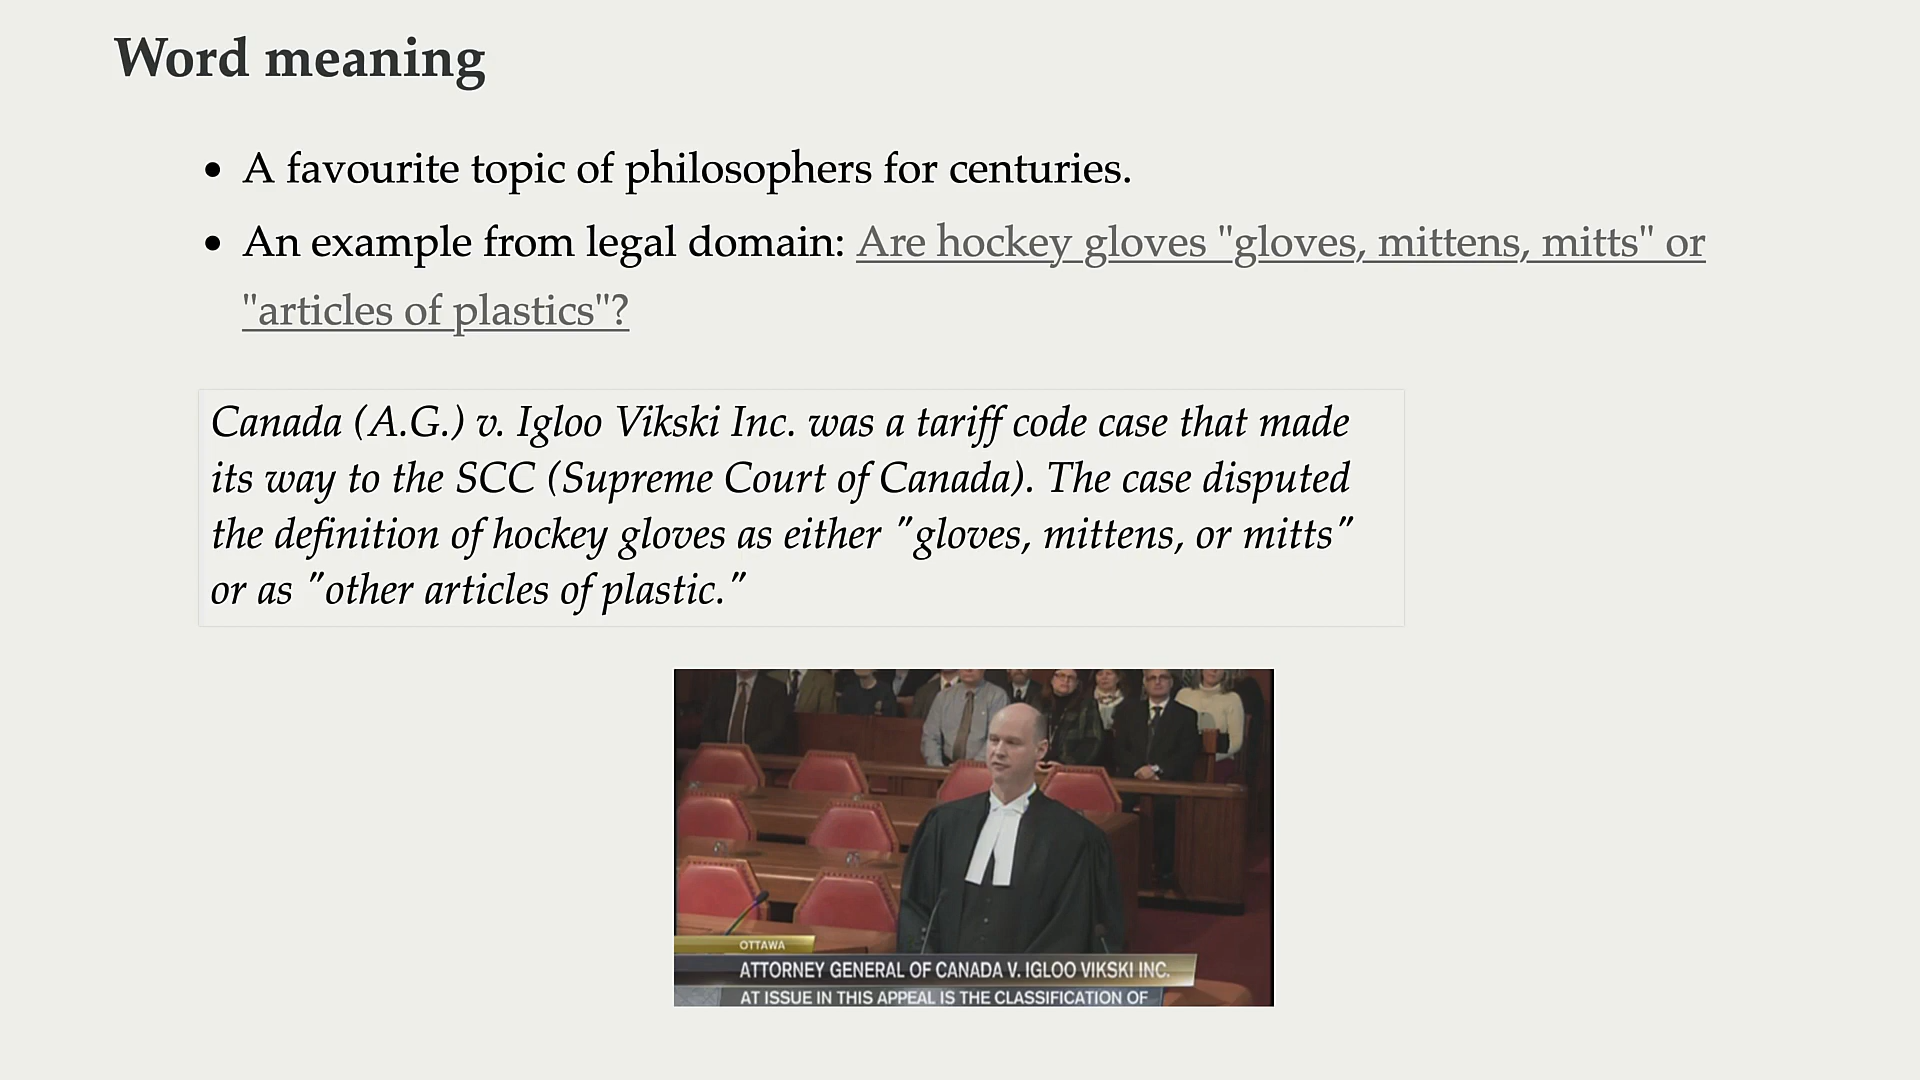 Word meaning
• A favourite topic of philosophers for centuries.
• An example from legal domain: Are hockey gloves "gloves, mittens, mitts" or
"articles of plastics"?
Canada (A.G.) v. Igloo Vikski Inc. was a tariff code case that made
its way to the SCC (Supreme Court of Canada). The case disputed
the definition of hockey gloves as either "gloves, mittens, or mitts"
or as "other articles of plastic."
OTTAWA
ATTORNEY GENERAL OF CANADA V. IGLOO VIKSKI INC.
AT ISSUE IN THIS APPEAL IS THE CLASSIFICATION OF